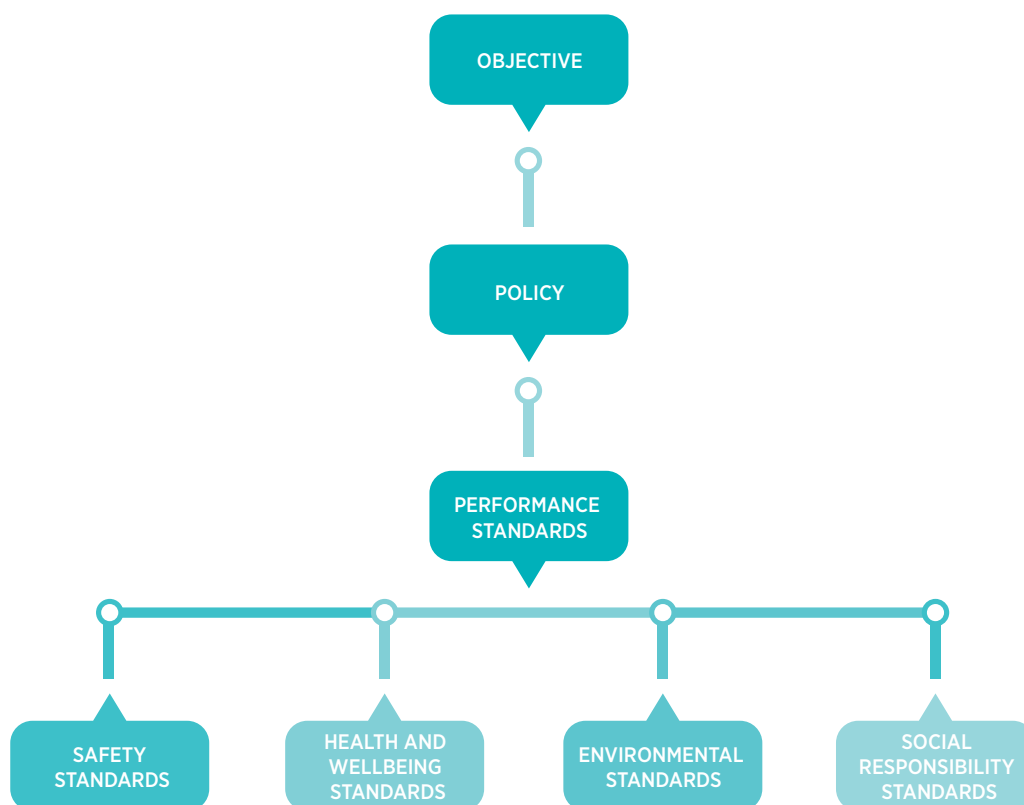 OBJECTIVE
POLICY
PERFORMANCE
STANDARDS
SAFETY
STANDARDS
HEALTH AND
WELLBEING
STANDARDS
ENVIRONMENTAL
STANDARDS
SOCIAL
RESPONSIBILITY
STANDARDS